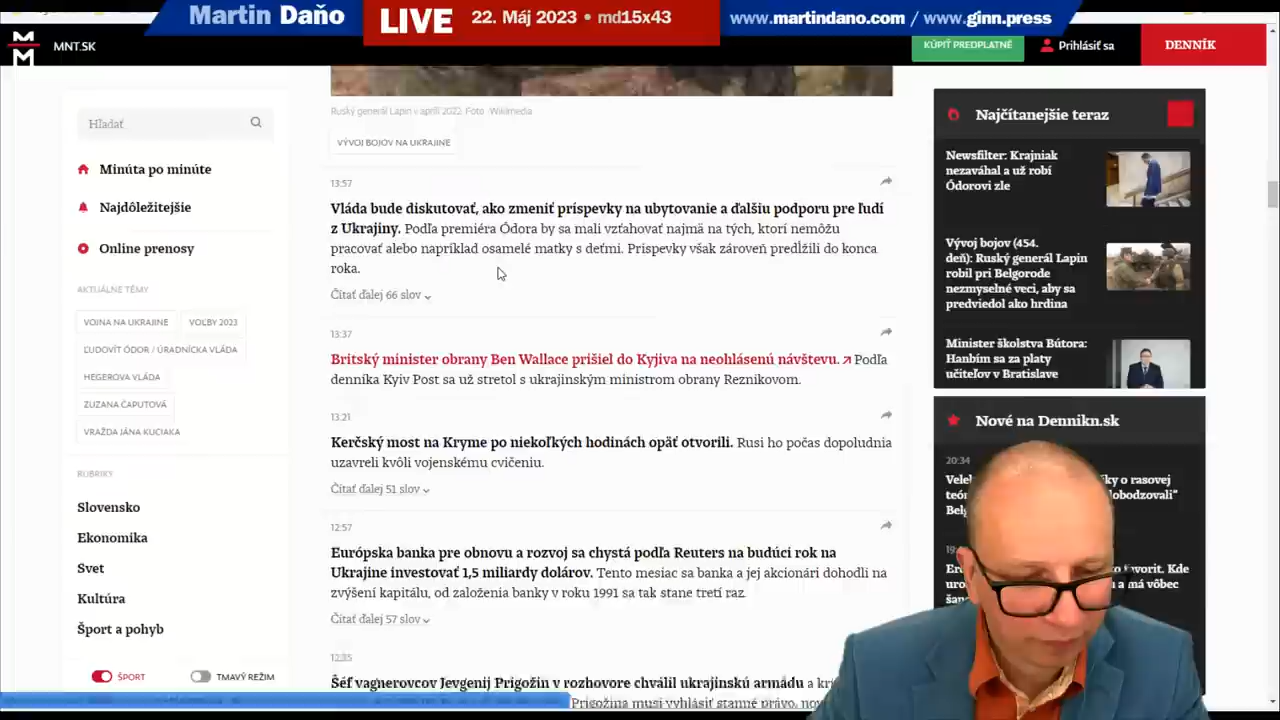 Martin Daňo
LIVE
22. Máj 2023 • md15x43
www.martindano.com / www.ginn.press
MNT.SK
KÚPIŤ PREDPLATNÉ
Prihlásiť sa
DENNÍK
Hľadať
Minúta po minúte
Najdôležitejšie
Online prenosy
AKTUÁLNE TÉMY
VOJNA NA UKRAJINE
VOĽBY 2023
ĽUDOVÍT ÓDOR / ÚRADNÍCKA VLÁDA
HEGEROVA VLÁDA
ZUZANA ČAPUTOVÁ
VRAŽDA JÁNA KUCIAKA
RUBRIKY
Slovensko
Ekonomika
Svet
Kultúra
Šport a pohyb
ŠPORT
TMAVÝ REŽIM
Ruský generál Lapin v apríli 2022. Foto - Wikimedia
VÝVOJ BOJOV NA UKRAJINE
13:57
Vláda bude diskutovať, ako zmeniť príspevky na ubytovanie a ďalšiu podporu pre ľudí
z Ukrajiny. Podľa premiéra Ódora by sa mali vzťahovať najmä na tých, ktorí nemôžu
pracovať alebo napríklad osamelé matky s deťmi. Príspevky však zároveň predĺžili do konca
roka.
Čítať ďalej 66 slov
13:37
Britský minister obrany Ben Wallace prišiel do Kyjiva na neohlásenú návštevu. Podľa
denníka Kyiv Post sa už stretol s ukrajinským ministrom obrany Reznikovom.
13:21
Kerčský most na Kryme po niekoľkých hodinách opäť otvorili. Rusi ho počas dopoludnia
uzavreli kvôli vojenskému cvičeniu.
Čítať ďalej 51 slov
12:57
Európska banka pre obnovu a rozvoj sa chystá podľa Reuters na budúci rok na
Ukrajine investovať 1,5 miliardy dolárov. Tento mesiac sa banka a jej akcionári dohodli na
zvýšení kapitálu, od založenia banky v roku 1991 sa tak stane tretí raz.
Čítať ďalej 57 slov
Šéf vagnerovcov Jevgenij Prigožin v rozhovore chválil ukrajinskú armádu a
Prigožina musí vyhlásiť stanné právo,
Najčítanejšie teraz
Newsfilter: Krajniak
nezaváhal a už robí
Ódorovi zle
Vývoj bojov (454.
deň): Ruský generál Lapin
robil pri Belgorode
nezmyselné veci, aby sa
predviedol ako hrdina
Minister školstva Bútora:
Hanbím sa za platy
učiteľov v Bratislave
Nové na Dennikn.sk
20:34
o rasovej
favorit. Kde
a má vôbec